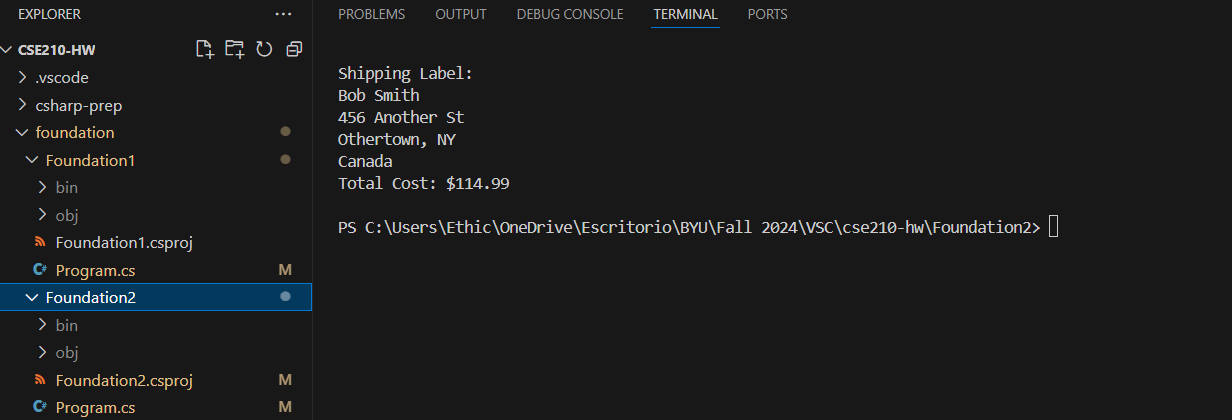 EXPLORER
CSE210-HW
.vscode
csharp-prep
foundation
Foundation1
bin
obj
Foundation1.csproj
C# Program.cs M
Foundation2
bin
obj
Foundation2.csproj M
C# Program.cs M
PROBLEMS OUTPUT DEBUG CONSOLE TERMINAL PORTS
Shipping Label:
Bob Smith
456 Another St
Othertown, NY
Canada
Total Cost: $114.99
PS C:\Users\Ethic\OneDrive\Escritorio\BYU\Fall 2024\VSC\cse210-hw\Foundation2>